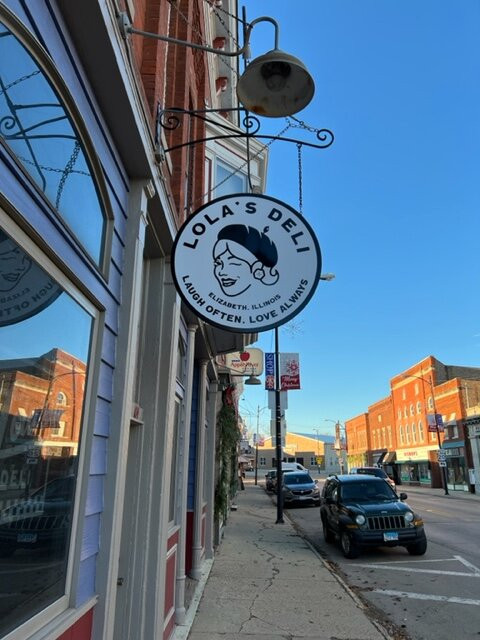 LOLA'S DELI
ELIZABETH, ILLINOIS
LAUGH OFTEN, LOVE ALWAYS